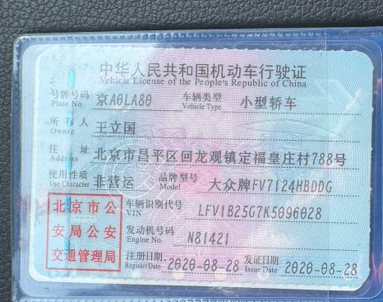 中华人民共和国机动车行驶证
Vehicle License of the People's Republic of China
号牌号码 京A0LA80 车辆类型 小型轿车
Plate No. Vehicle Type
所有人 王立国
Owner
住址 北京市昌平区回龙观镇定福皇庄村788号
Address
使用性质 非营运 品牌型号 大众牌FV7124HBDDG
Use Character Model
北京市公安局公安交通管理局
车辆识别代号 LFV1B25G7K5096028
VIN
发动机号码 N81421
Engine No.
注册日期 2020-08-28 发证日期 2020-08-28
Register Date Issue Date